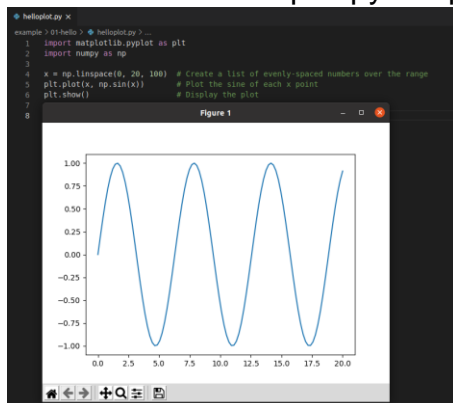 helloplot.py ×
example > 01-hello > helloplot.py > ...
1 import matplotlib.pyplot as plt
2 import numpy as np
3
4 x = np.linspace(0, 20, 100) # Create a list of evenly-spaced numbers over the range
5 plt.plot(x, np.sin(x)) # Plot the sine of each x point
6 plt.show() # Display the plot
7
8
Figure 1
1.00
0.75
0.50
0.25
0.00
−0.25
−0.50
−0.75
−1.00
0.0 2.5 5.0 7.5 10.0 12.5 15.0 17.5 20.0